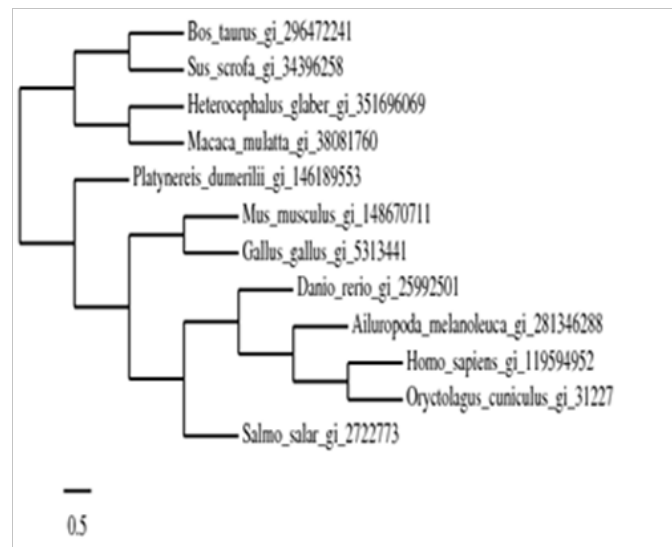 Bos_taurus_gi_296472241
Sus_scrofa_gi_34396258
Heterocephalus_glaber_gi_351696069
Macaca_mulatta_gi_38081760
Platynereis_dumerilii_gi_146189553
Mus_musculus_gi_148670711
Gallus_gallus_gi_5313441
Danio_rerio_gi_25992501
Ailuropoda_melanoleuca_gi_281346288
Homo_sapiens_gi_119594952
Oryctolagus_cuniculus_gi_31227
Salmo_salar_gi_2722773
0.5